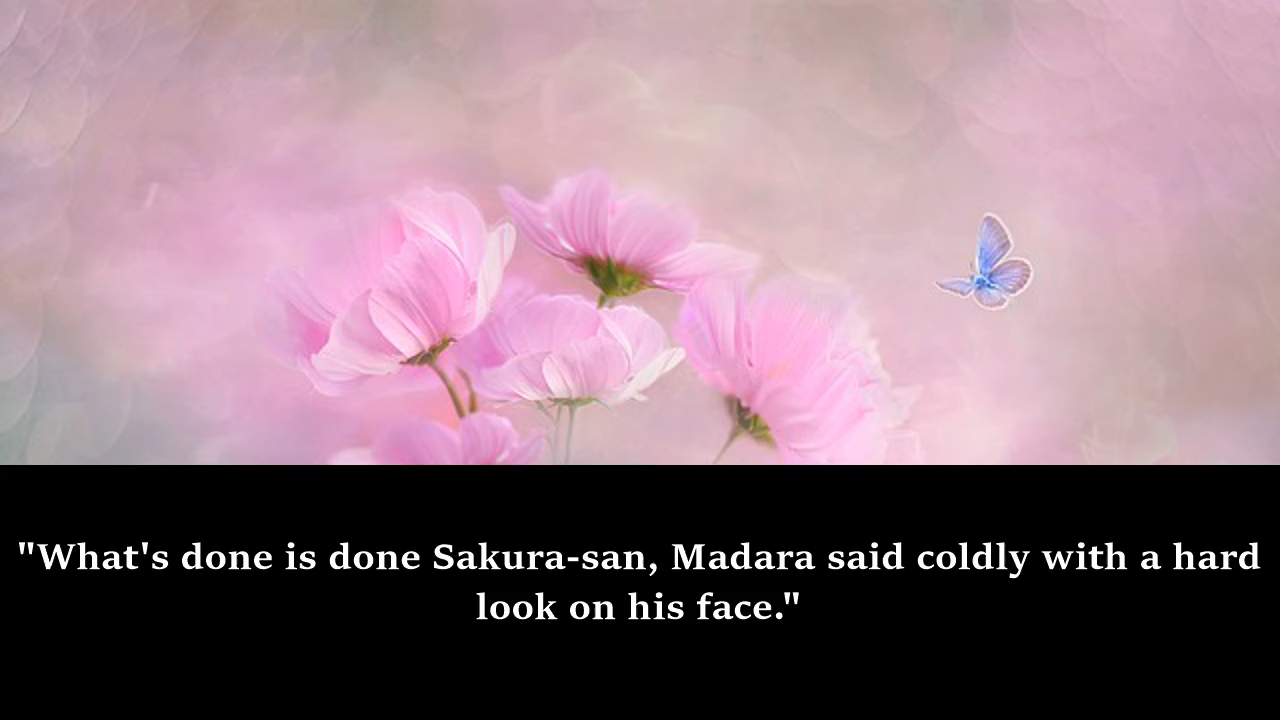 "What's done is done Sakura-san, Madara said coldly with a hard
look on his face."